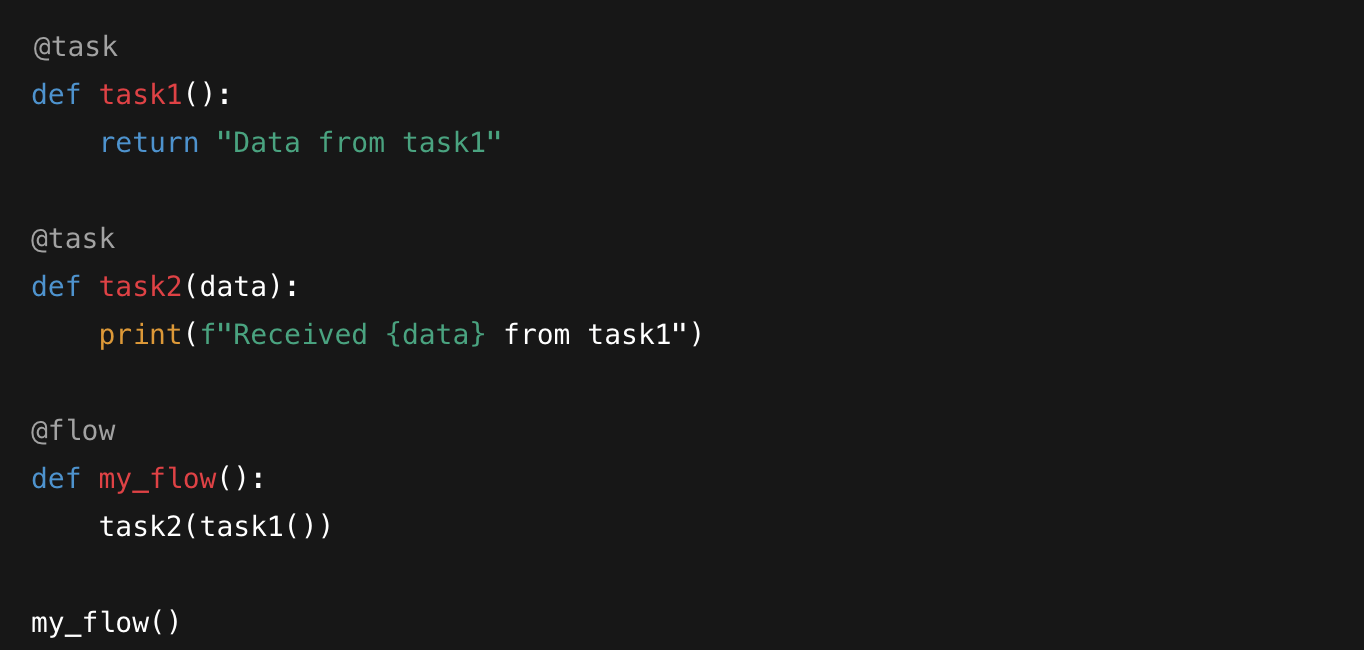 @task
def task1():
    return "Data from task1"
@task
def task2(data):
    print(f"Received {data} from task1")
@flow
def my_flow():
    task2(task1())
my_flow()